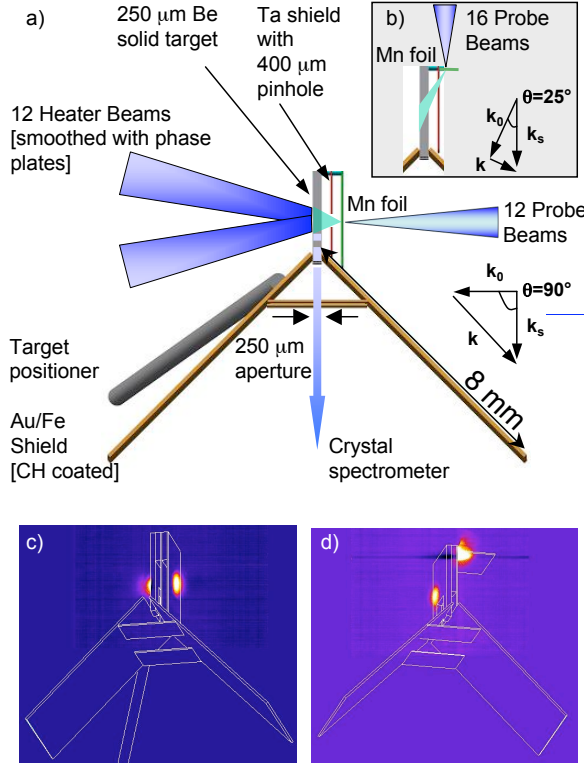 a)
250 μm Be
solid target
Ta shield
with
400 μm
pinhole
b)
16 Probe
Beams
Mn foil
θ=25°
k₀
kₛ
k
12 Heater Beams
[smoothed with phase
plates]
Mn foil
12 Probe
Beams
k₀
θ=90°
kₛ
k
250 μm
aperture
8 mm
Target
positioner
Au/Fe
Shield
[CH coated]
Crystal
spectrometer
c)
d)